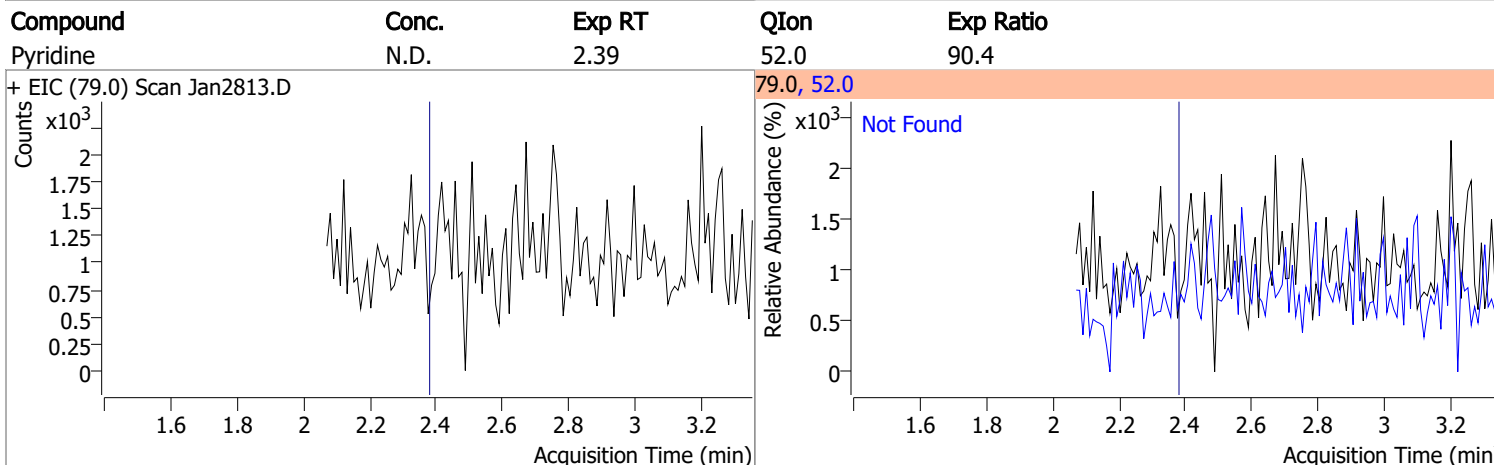 Compound Conc. Exp RT QIon Exp Ratio
Pyridine N.D. 2.39 52.0 90.4
+ EIC (79.0) Scan Jan2813.D
Counts
x10³
2
1.75
1.5
1.25
1
0.75
0.5
0.25
0
1.6 1.8 2 2.2 2.4 2.6 2.8 3 3.2
Acquisition Time (min)
79.0, 52.0
Relative Abundance (%)
x10³
Not Found
2
1.5
1
0.5
0
1.6 1.8 2 2.2 2.4 2.6 2.8 3 3.2
Acquisition Time (min